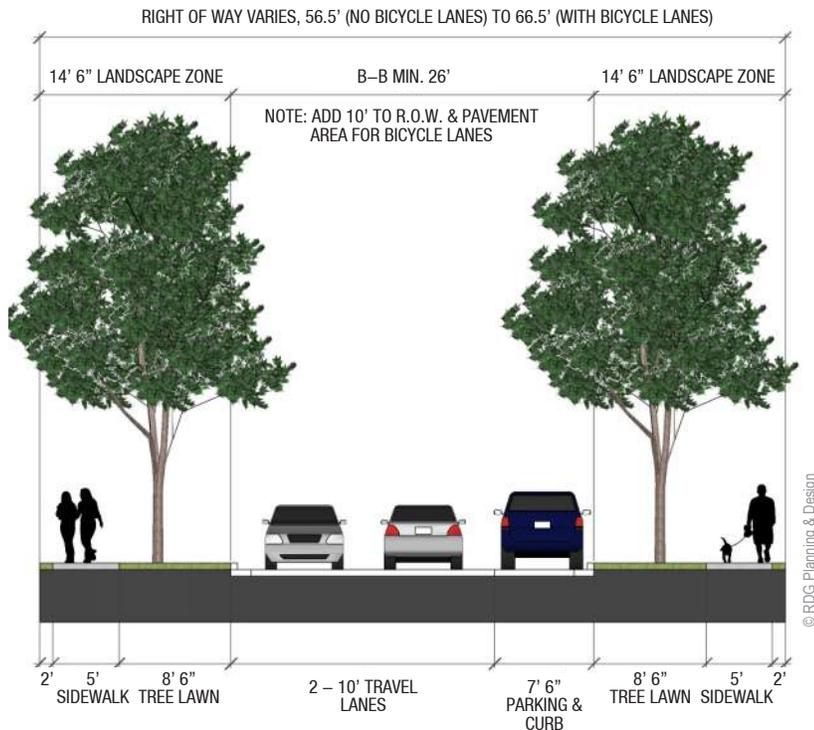 RIGHT OF WAY VARIES, 56.5' (NO BICYCLE LANES) TO 66.5' (WITH BICYCLE LANES)
14' 6" LANDSCAPE ZONE
B–B MIN. 26'
14' 6" LANDSCAPE ZONE
NOTE: ADD 10' TO R.O.W. & PAVEMENT
AREA FOR BICYCLE LANES
© RDG Planning & Design
2'
5'
SIDEWALK
8' 6"
TREE LAWN
2 – 10' TRAVEL
LANES
7' 6"
PARKING &
CURB
8' 6"
TREE LAWN
5'
SIDEWALK
2'